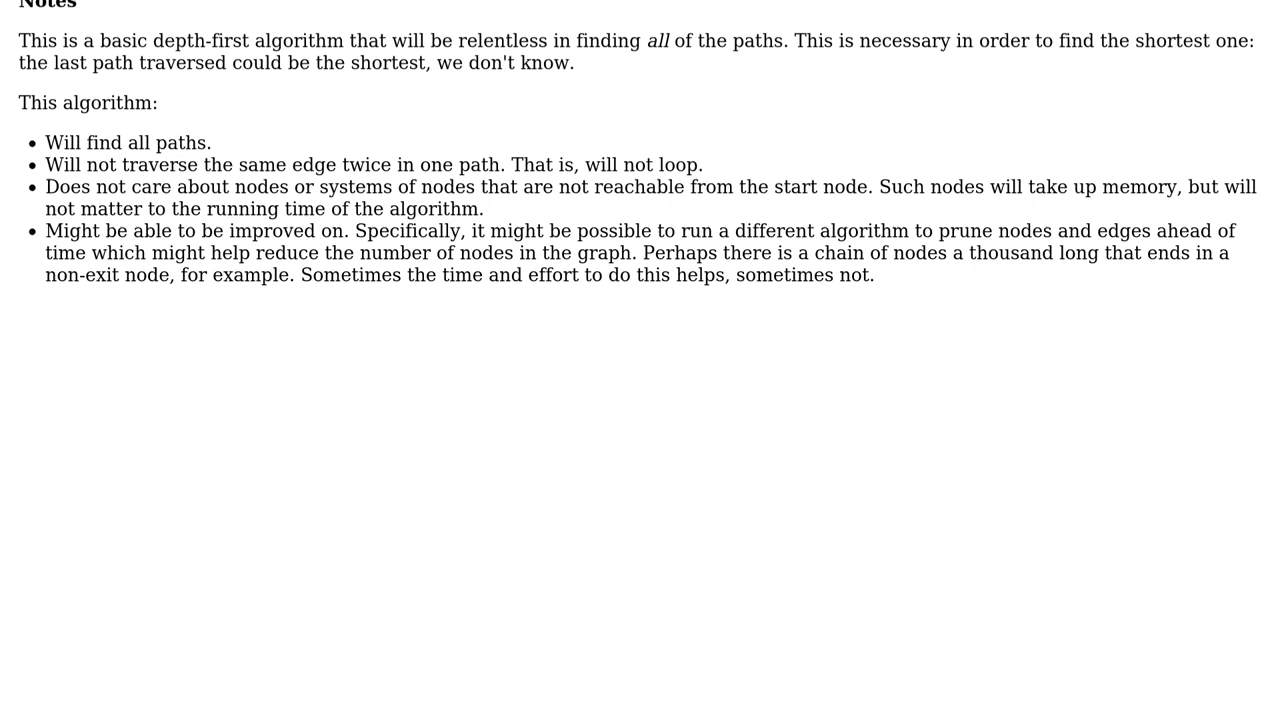 Notes
This is a basic depth-first algorithm that will be relentless in finding all of the paths. This is necessary in order to find the shortest one:
the last path traversed could be the shortest, we don't know.
This algorithm:
• Will find all paths.
• Will not traverse the same edge twice in one path. That is, will not loop.
• Does not care about nodes or systems of nodes that are not reachable from the start node. Such nodes will take up memory, but will
not matter to the running time of the algorithm.
• Might be able to be improved on. Specifically, it might be possible to run a different algorithm to prune nodes and edges ahead of
time which might help reduce the number of nodes in the graph. Perhaps there is a chain of nodes a thousand long that ends in a
non-exit node, for example. Sometimes the time and effort to do this helps, sometimes not.